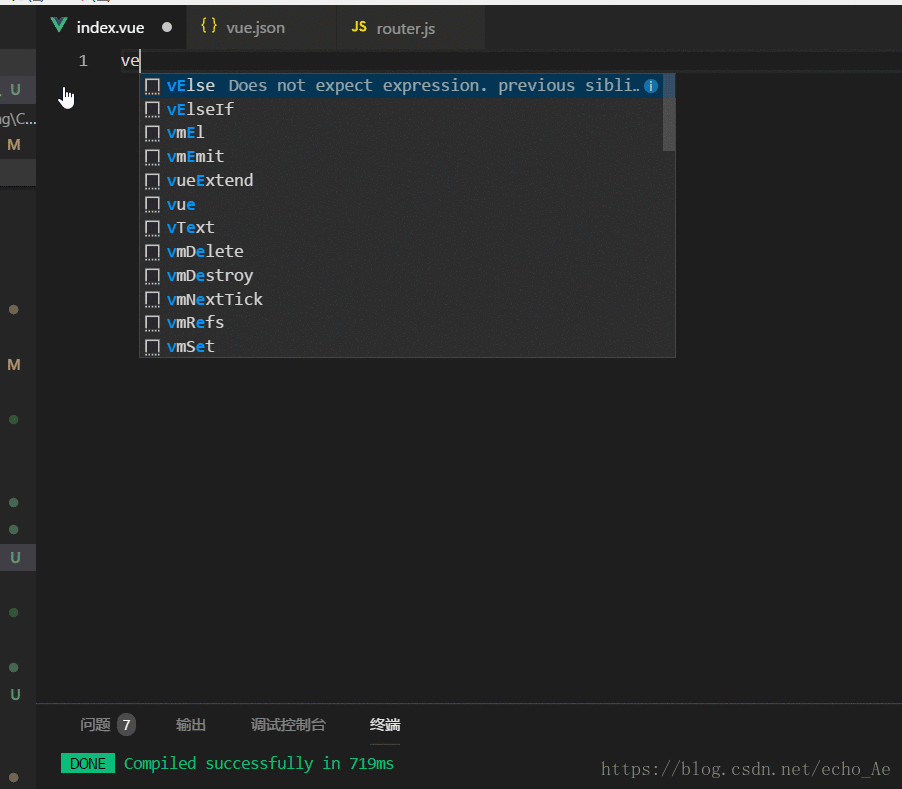 index.vue
{} vue.json
JS router.js
1 ve
U
vElse Does not expect expression. previous sibli…
ng\C...
vElseIf
M
vmEl
vmEmit
vueExtend
vue
vText
vmDelete
vmDestroy
vmNextTick
vmRefs
vmSet
M
U
U
问题 7 输出 调试控制台 终端
DONE Compiled successfully in 719ms
https://blog.csdn.net/echo_Ae